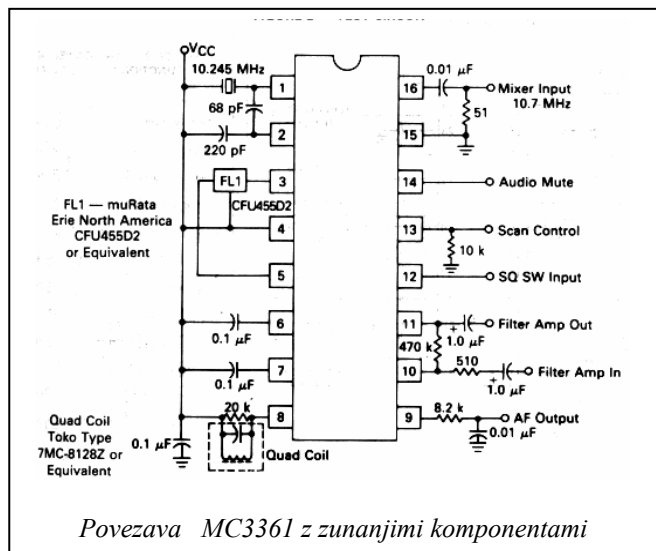 VCC
10.245 MHz
68 pF
220 pF
1
2
3
4
5
6
7
8
16
15
14
13
12
11
10
9
0.01 µF
Mixer Input
10.7 MHz
51
Audio Mute
Scan Control
10 k
SQ SW Input
Filter Amp Out
1.0 µF
+
470 k
510
Filter Amp In
+
1.0 µF
8.2 k
AF Output
0.01 µF
FL1
CFU455D2
FL1 — muRata
Erie North America
CFU455D2
or Equivalent
0.1 µF
0.1 µF
20 k
Quad Coil
Quad Coil
Toko Type
7MC-8128Z or
Equivalent
0.1 µF
Povezava MC3361 z zunanjimi komponentami